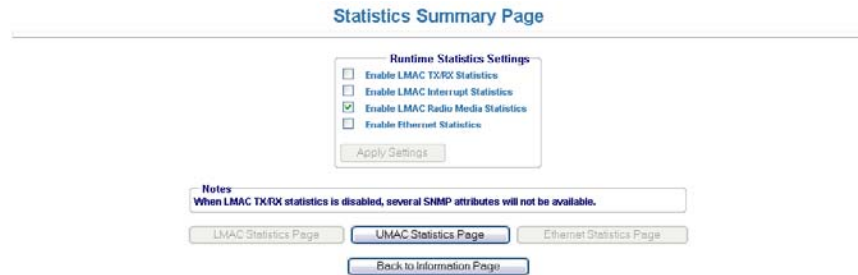 Statistics Summary Page
Runtime Statistics Settings
Enable LMAC TX/RX Statistics
Enable LMAC Interrupt Statistics
Enable LMAC Radio Media Statistics
Enable Ethernet Statistics
Apply Settings
Notes
When LMAC TX/RX statistics is disabled, several SNMP attributes will not be available.
LMAC Statistics Page UMAC Statistics Page Ethernet Statistics Page
Back to Information Page